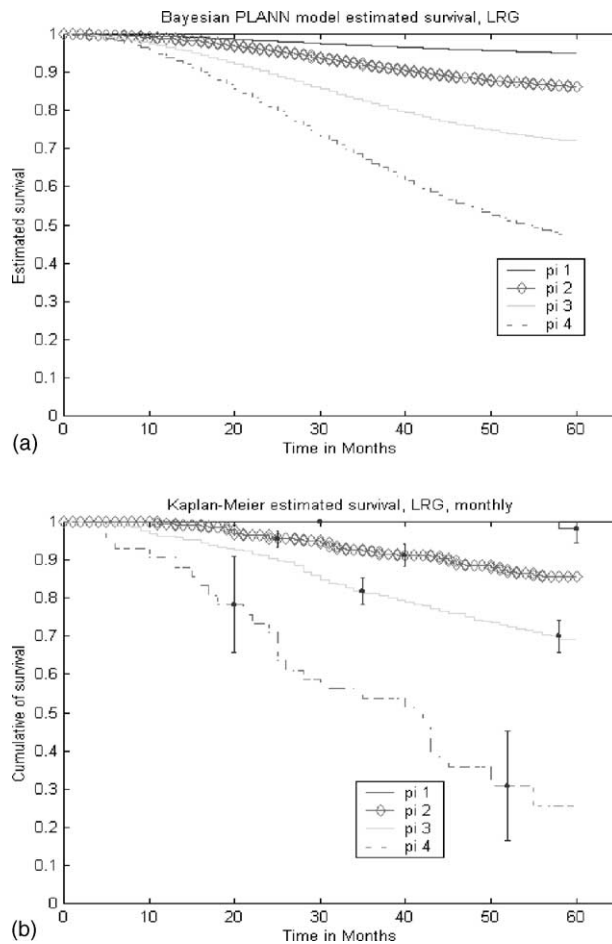 Bayesian PLANN model estimated survival, LRG
1
0.9
0.8
0.7
0.6
0.5
0.4
0.3
0.2
0.1
0
Estimated survival
pi 1
pi 2
pi 3
pi 4
0 10 20 30 40 50 60
Time in Months
(a)
Kaplan-Meier estimated survival, LRG, monthly
1
0.9
0.8
0.7
0.6
0.5
0.4
0.3
0.2
0.1
0
Cumulative of survival
pi 1
pi 2
pi 3
pi 4
0 10 20 30 40 50 60
Time in Months
(b)